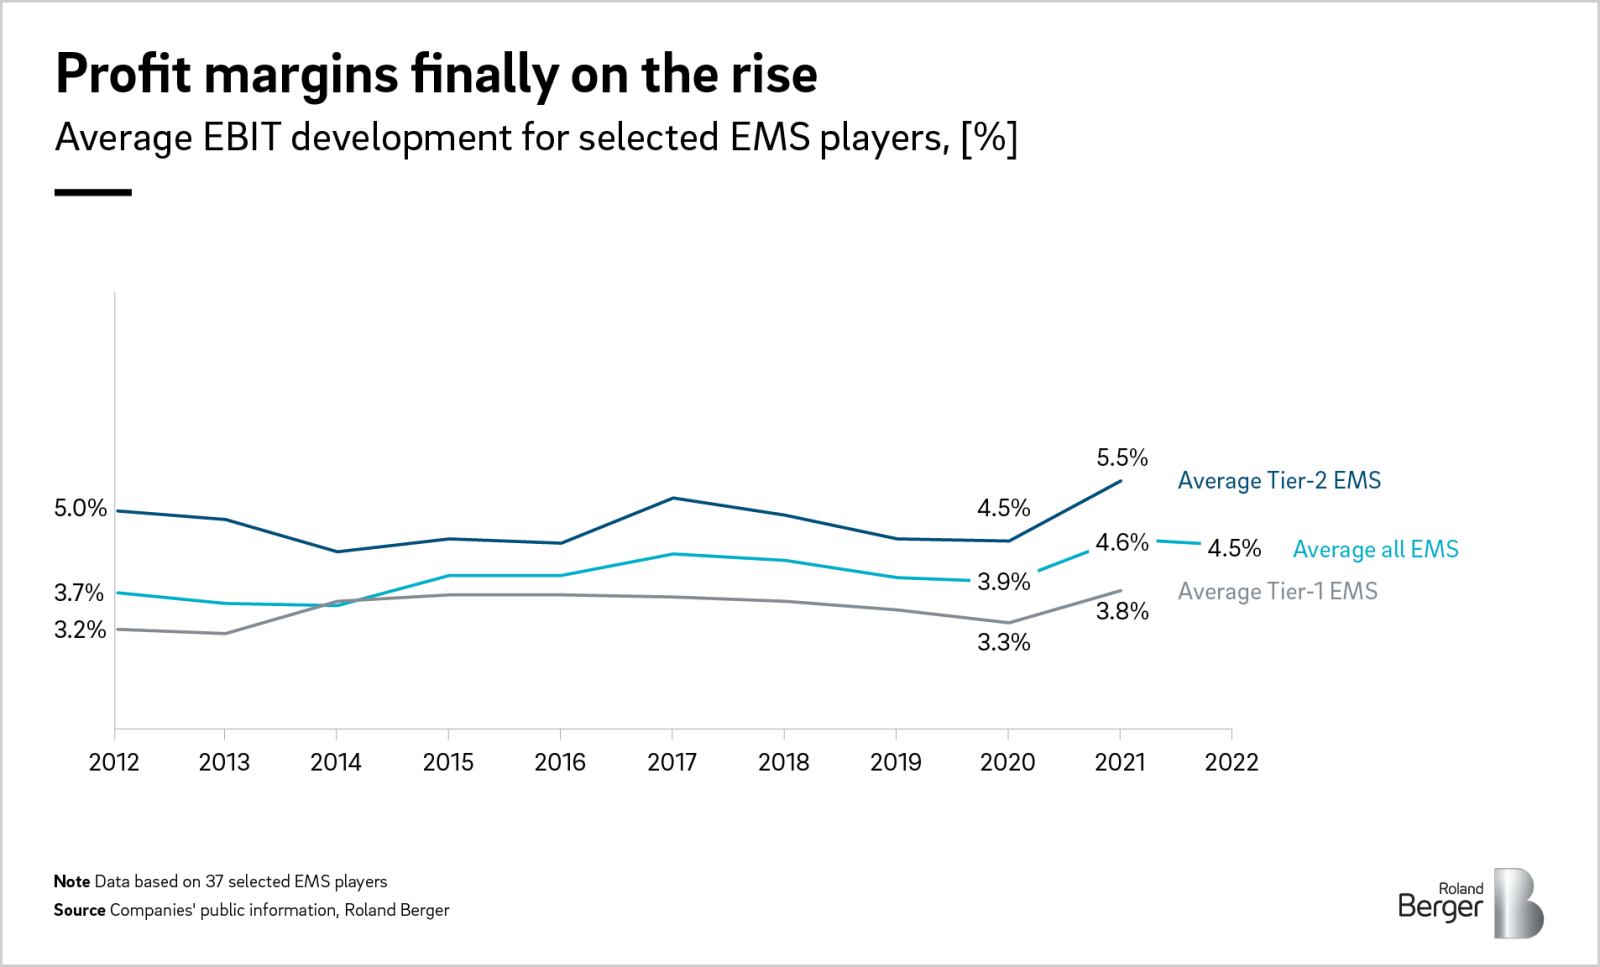 Profit margins finally on the rise
Average EBIT development for selected EMS players, [%]
5.5%
Average Tier-2 EMS
5.0%
4.5%
4.6%
4.5%
Average all EMS
3.9%
3.7%
Average Tier-1 EMS
3.8%
3.2%
3.3%
2012 2013 2014 2015 2016 2017 2018 2019 2020 2021 2022
Note Data based on 37 selected EMS players
Source Companies' public information, Roland Berger
Roland
Berger
B